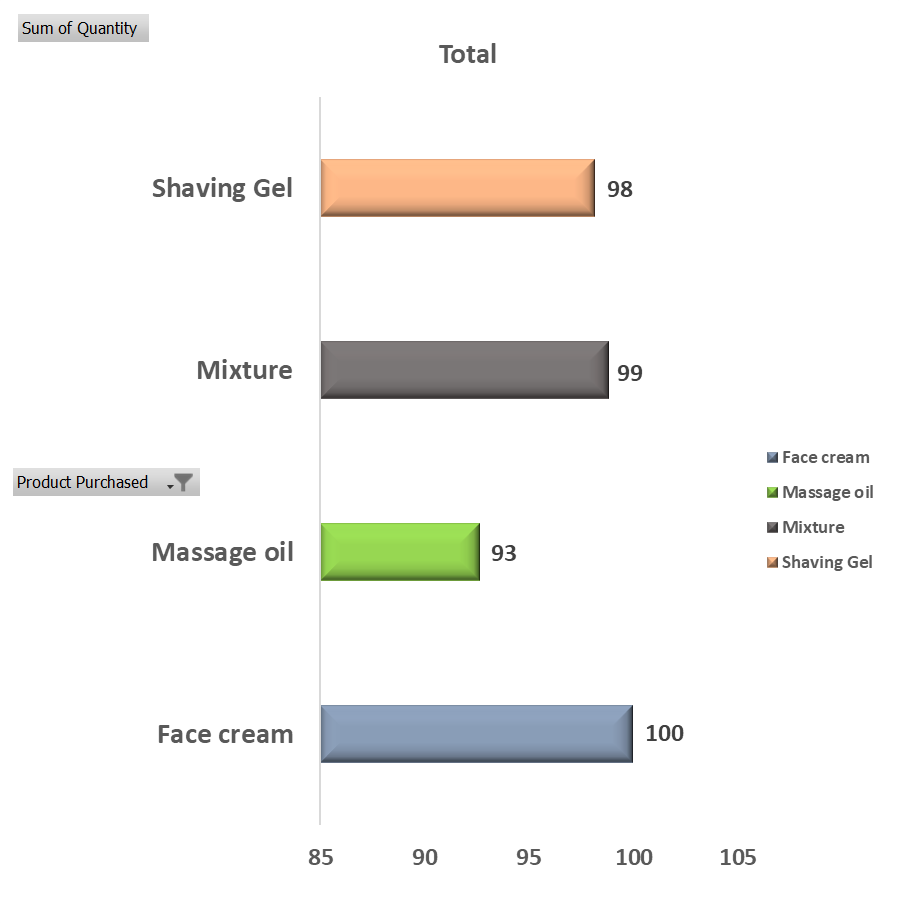 Sum of Quantity
Total
Shaving Gel
98
Mixture
99
Face cream
Product Purchased
Massage oil
Mixture
Massage oil
93
Shaving Gel
Face cream
100
85 90 95 100 105